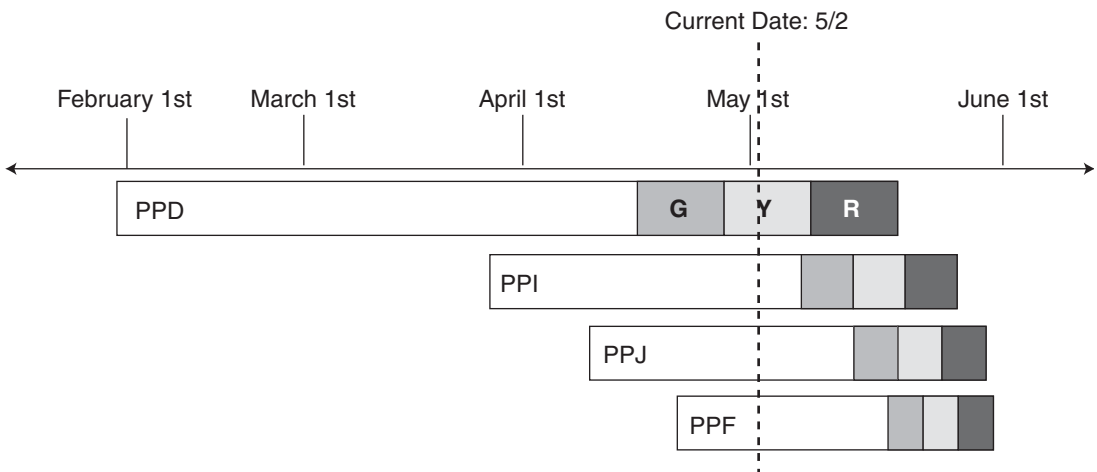 Current Date: 5/2
February 1st March 1st April 1st May 1st June 1st
PPD G Y R
PPI
PPJ
PPF